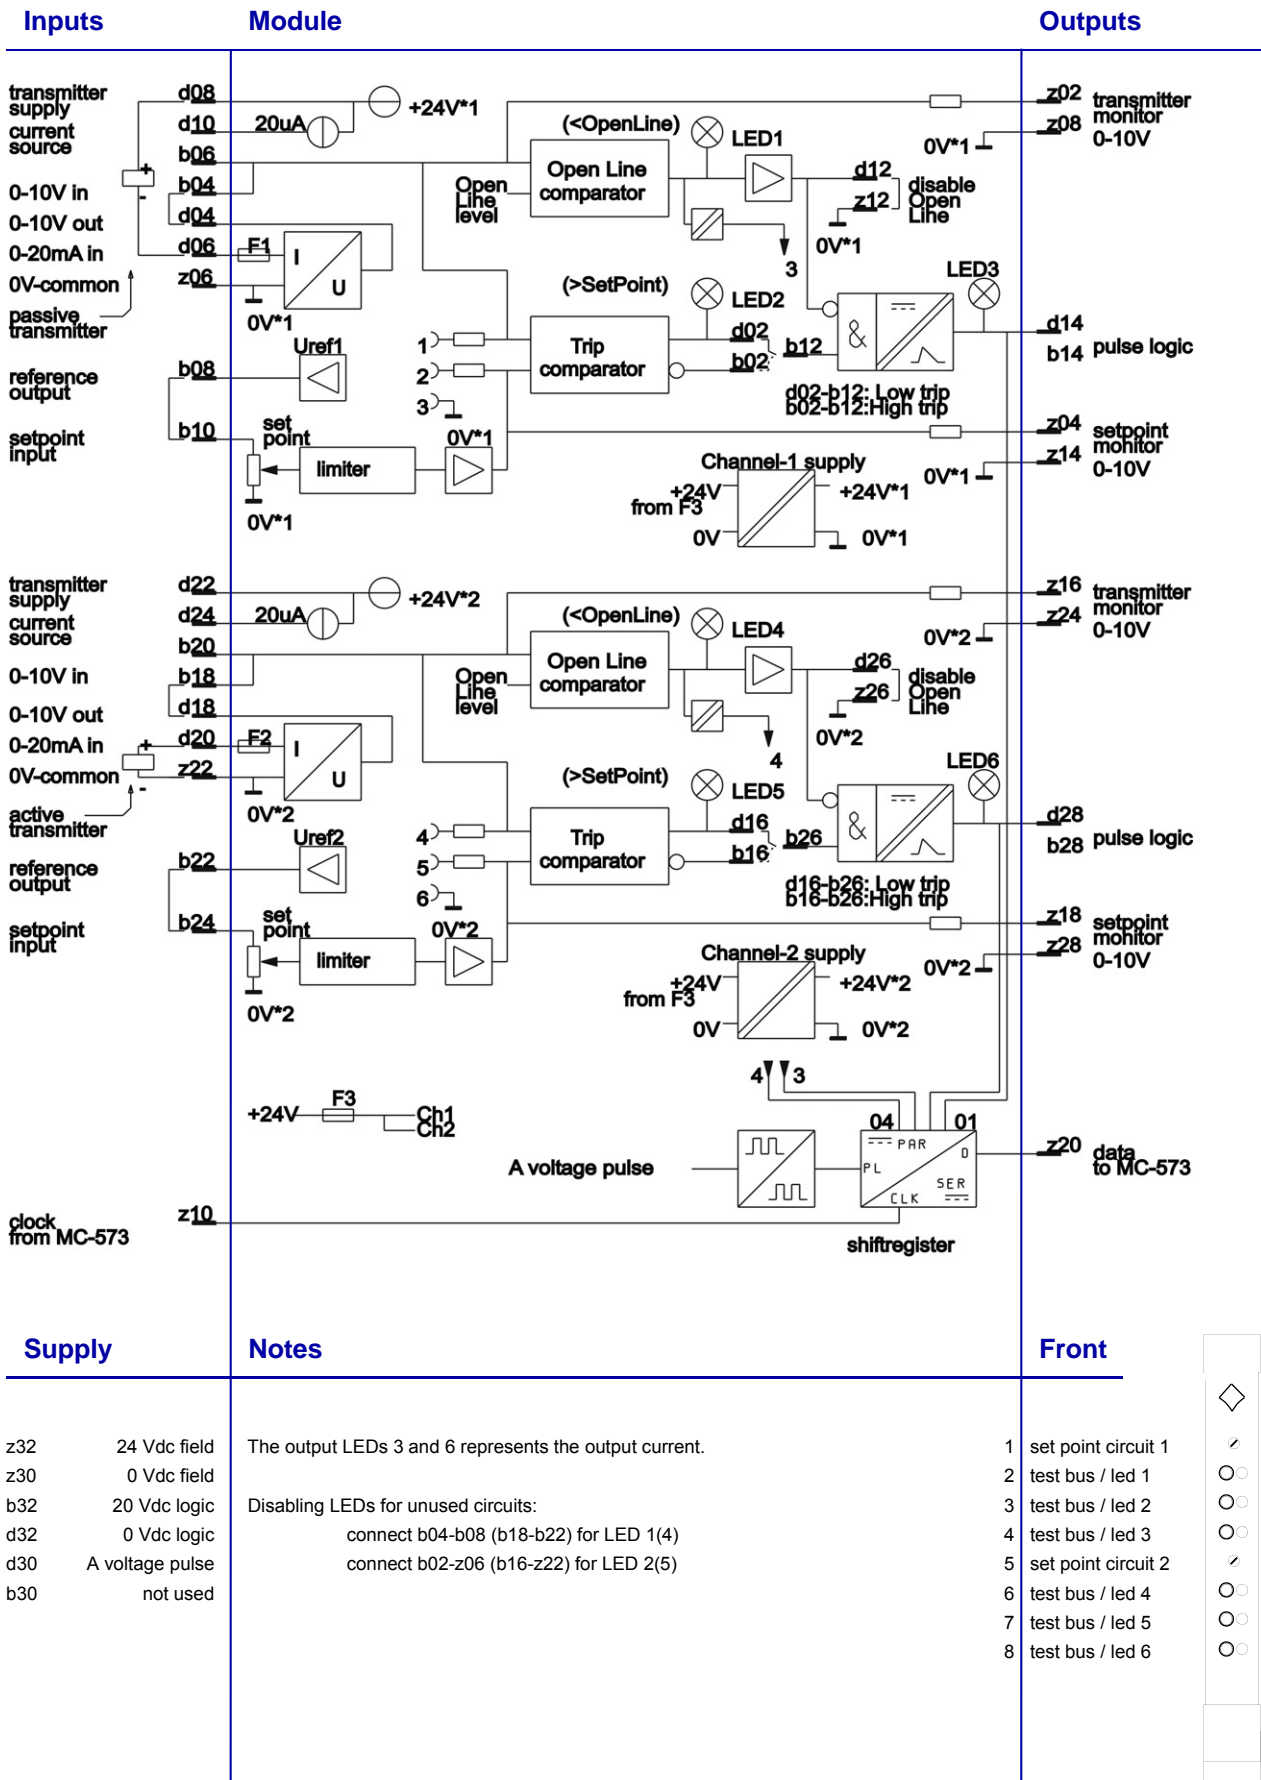 Inputs Module Outputs
transmitter supply d08 +24V*1 z02 transmitter monitor
current source d10 20uA (<OpenLine) LED1 0V*1 z08 0-10V
b06
Open Line comparator
0-10V in b04 Open Line level d12 disable Open Line
z12
0-10V out d04 0V*1
0-20mA in d06 F1 I 3 LED3
0V-common z06 U (>SetPoint) LED2
passive transmitter 0V*1 d02 d14
Uref1 1 Trip comparator b02 b12 & b14 pulse logic
reference output b08 2
3 d02-b12: Low trip
b02-b12:High trip
setpoint input b10 set point 0V*1 z04 setpoint monitor
limiter Channel-1 supply 0V*1 z14 0-10V
+24V +24V*1
from F3
0V*1 0V 0V*1
transmitter supply d22 +24V*2 z16 transmitter monitor
current source d24 20uA (<OpenLine) LED4 0V*2 z24 0-10V
b20
Open Line comparator
0-10V in b18 Open Line level d26 disable Open Line
z26
0-10V out d18 0V*2
0-20mA in + d20 F2 I 4 LED6
0V-common - z22 U (>SetPoint) LED5
active transmitter 0V*2 d16 d28
Uref2 4 Trip comparator b16 b26 & b28 pulse logic
reference output b22 5
6 d16-b26: Low trip
b16-b26:High trip
setpoint input b24 set point 0V*2 z18 setpoint monitor
limiter Channel-2 supply 0V*2 z28 0-10V
+24V +24V*2
from F3
0V*2 0V 0V*2
4 3
+24V F3 Ch1
Ch2
04 01
PAR D z20 data to MC-573
A voltage pulse PL SER
CLK
clock from MC-573 z10
shiftregister
Supply Notes Front
z32 24 Vdc field The output LEDs 3 and 6 represents the output current. 1 set point circuit 1
z30 0 Vdc field 2 test bus / led 1
b32 20 Vdc logic Disabling LEDs for unused circuits: 3 test bus / led 2
d32 0 Vdc logic connect b04-b08 (b18-b22) for LED 1(4) 4 test bus / led 3
d30 A voltage pulse connect b02-z06 (b16-z22) for LED 2(5) 5 set point circuit 2
b30 not used 6 test bus / led 4
7 test bus / led 5
8 test bus / led 6